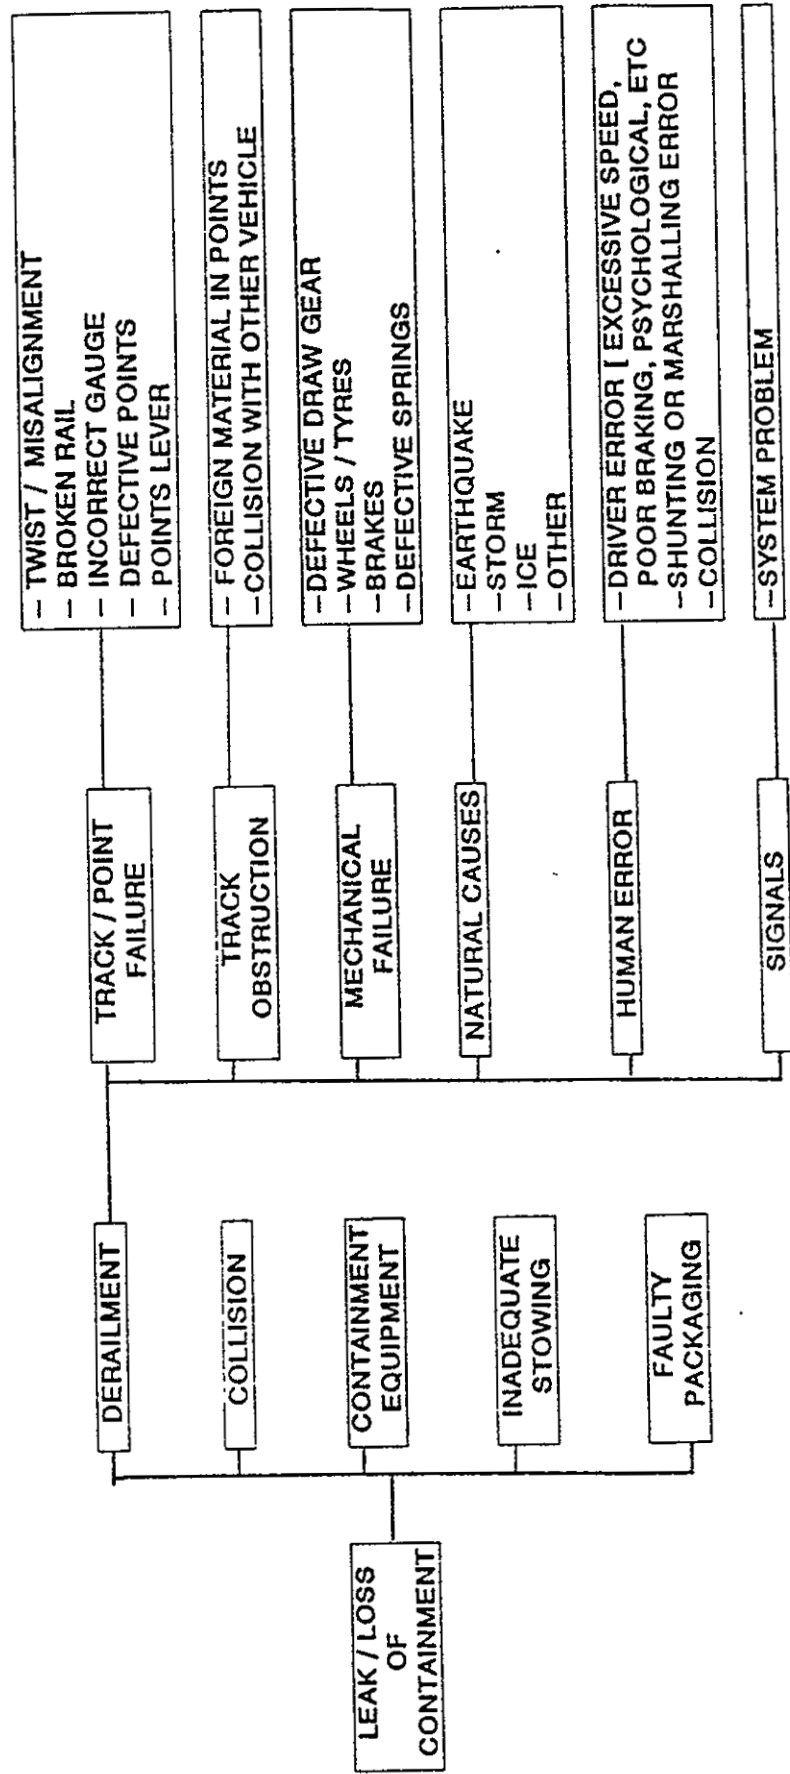 LEAK / LOSS
OF
CONTAINMENT
DERAILMENT
COLLISION
CONTAINMENT
EQUIPMENT
INADEQUATE
STOWING
FAULTY
PACKAGING
TRACK / POINT
FAILURE
TRACK
OBSTRUCTION
MECHANICAL
FAILURE
NATURAL CAUSES
HUMAN ERROR
SIGNALS
– TWIST / MISALIGNMENT
– BROKEN RAIL
– INCORRECT GAUGE
– DEFECTIVE POINTS
– POINTS LEVER
– FOREIGN MATERIAL IN POINTS
– COLLISION WITH OTHER VEHICLE
– DEFECTIVE DRAW GEAR
– WHEELS / TYRES
– BRAKES
– DEFECTIVE SPRINGS
– EARTHQUAKE
– STORM
– ICE
– OTHER
– DRIVER ERROR [ EXCESSIVE SPEED,
POOR BRAKING, PSYCHOLOGICAL, ETC
– SHUNTING OR MARSHALLING ERROR
– COLLISION
– SYSTEM PROBLEM